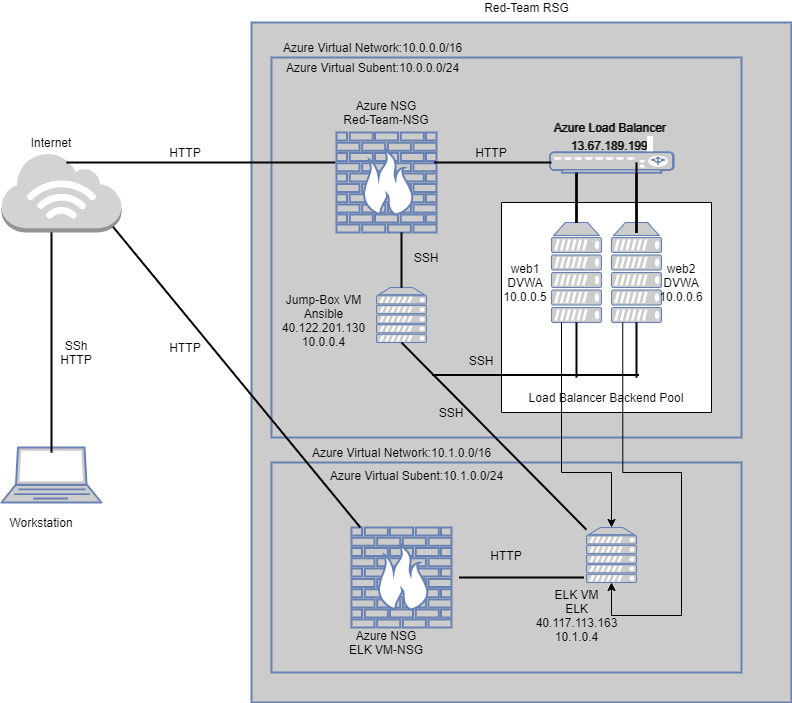 Red-Team RSG
Azure Virtual Network:10.0.0.0/16
Azure Virtual Subent:10.0.0.0/24
Azure NSG
Red-Team-NSG
Azure Load Balancer
13.67.189.199
Internet
HTTP
HTTP
SSH
web1
DVWA
10.0.0.5
web2
DVWA
10.0.0.6
Jump-Box VM
Ansible
40.122.201.130
10.0.0.4
SSh
HTTP
HTTP
SSH
SSH
Load Balancer Backend Pool
Azure Virtual Network:10.1.0.0/16
Azure Virtual Subent:10.1.0.0/24
Workstation
HTTP
ELK VM
ELK
40.117.113.163
10.1.0.4
Azure NSG
ELK VM-NSG